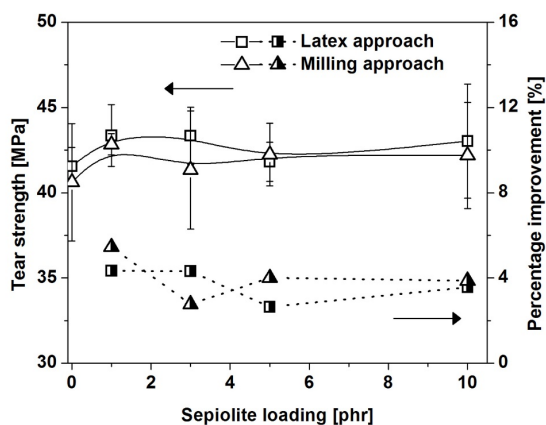 50
45
40
35
30
Tear strength [MPa]
Latex approach
Milling approach
16
12
8
4
0
Percentage improvement [%]
0 2 4 6 8 10
Sepiolite loading [phr]